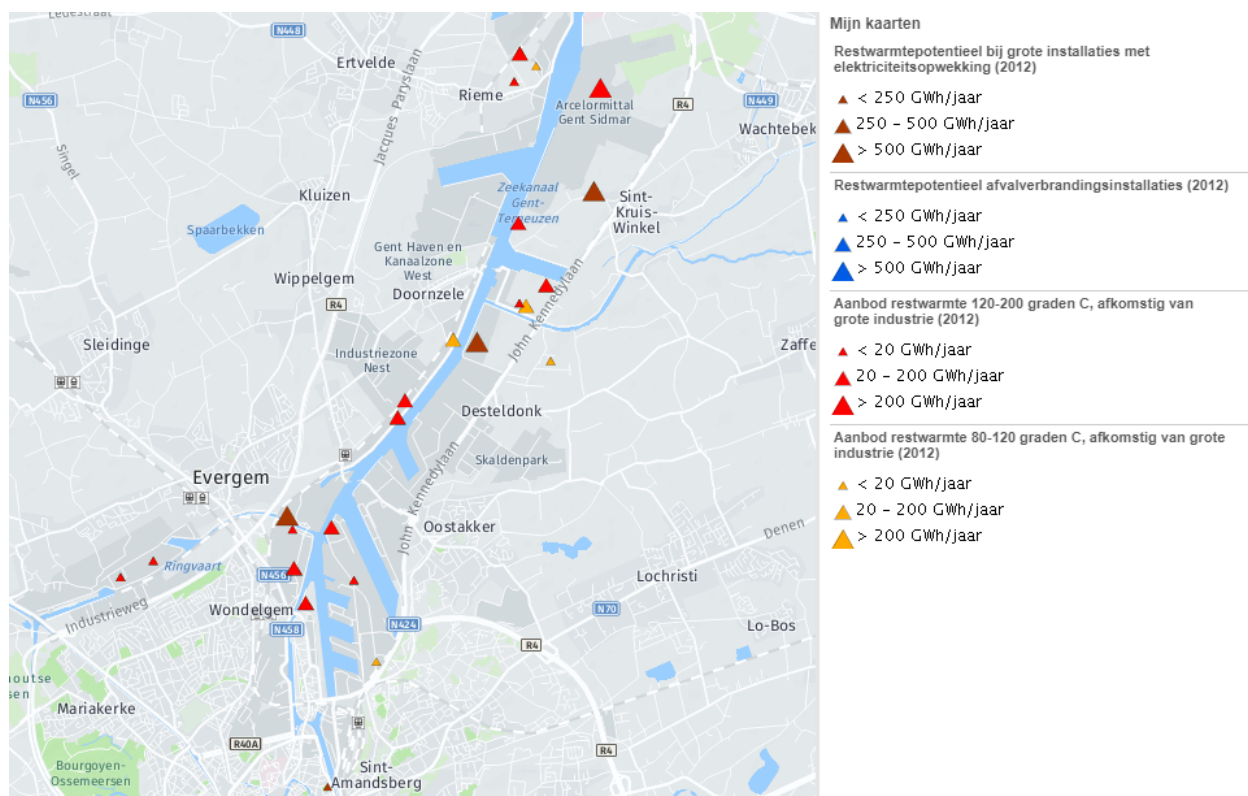 Ledestraat
N448
Ertvelde
N456
Rieme
Jacques Paryslaan
Arcelormittal
Gent Sidmar
R4
N449
Wachtebek
Singel
Kluizen
Zeekanaal
Gent-
Terneuzen
Sint-
Kruis-
Winkel
Spaarbekken
Gent Haven en
Kanaalzone
West
Wippelgem
Doornzele
R4
John Kennedylaan
Sleidinge
Industriezone
Nest
Zaffe
Desteldonk
Skaldenpark
John Kennedylaan
Evergem
Oostakker
Denen
Ringvaart
N456
Lochristi
Industrieweg
Wondelgem
N70
N458
N424
Lo-Bos
R4
outse
sen
Mariakerke
R40A
R4
Bourgoyen-
Ossemeersen
Sint-
Amandsberg
Mijn kaarten
Restwarmtepotentieel bij grote installaties met
elektriciteitsopwekking (2012)
< 250 GWh/jaar
250 – 500 GWh/jaar
> 500 GWh/jaar
Restwarmtepotentieel afvalverbrandingsinstallaties (2012)
< 250 GWh/jaar
250 – 500 GWh/jaar
> 500 GWh/jaar
Aanbod restwarmte 120-200 graden C, afkomstig van
grote industrie (2012)
< 20 GWh/jaar
20 – 200 GWh/jaar
> 200 GWh/jaar
Aanbod restwarmte 80-120 graden C, afkomstig van grote
industrie (2012)
< 20 GWh/jaar
20 – 200 GWh/jaar
> 200 GWh/jaar